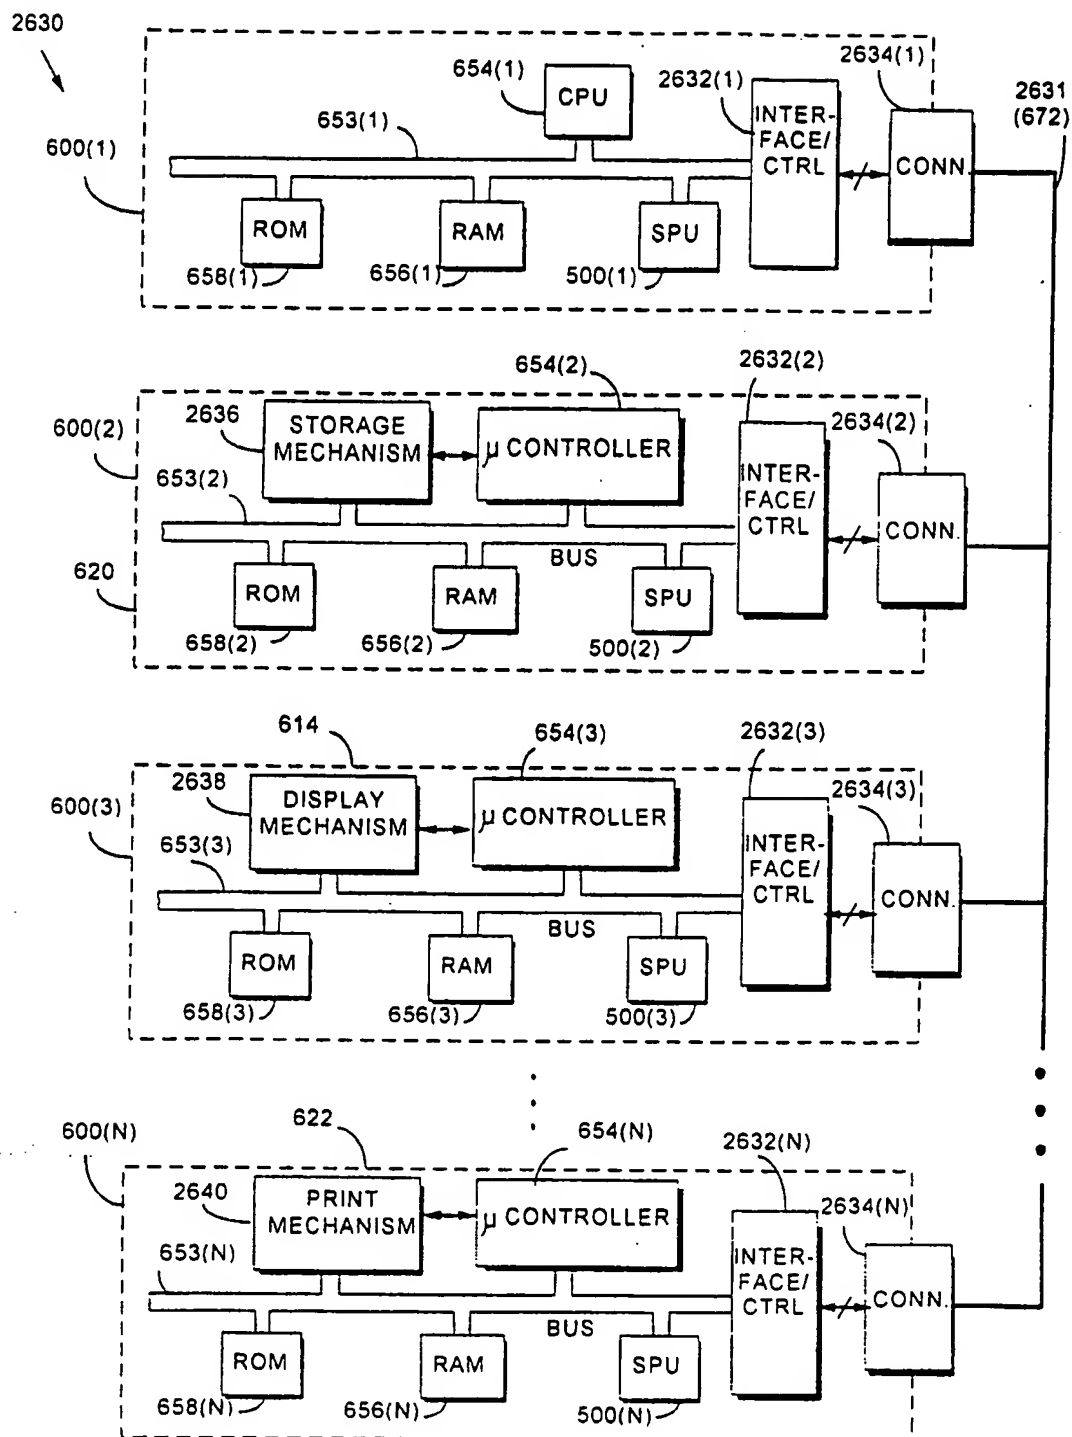 2630
654(1)
2632(1)
2634(1)
2631
(672)
CPU
INTER-
FACE/
CTRL
653(1)
600(1)
CONN.
ROM
RAM
SPU
658(1)
656(1)
500(1)
654(2)
2632(2)
2636
STORAGE
MECHANISM
μ CONTROLLER
2634(2)
600(2)
653(2)
INTER-
FACE/
CTRL
CONN.
BUS
620
ROM
RAM
SPU
658(2)
656(2)
500(2)
614
654(3)
2632(3)
2638
DISPLAY
MECHANISM
μ CONTROLLER
2634(3)
600(3)
653(3)
INTER-
FACE/
CTRL
CONN.
BUS
ROM
RAM
SPU
658(3)
656(3)
500(3)
622
600(N)
654(N)
2632(N)
2640
PRINT
MECHANISM
μ CONTROLLER
2634(N)
653(N)
INTER-
FACE/
CTRL
CONN.
BUS
ROM
RAM
SPU
658(N)
656(N)
500(N)